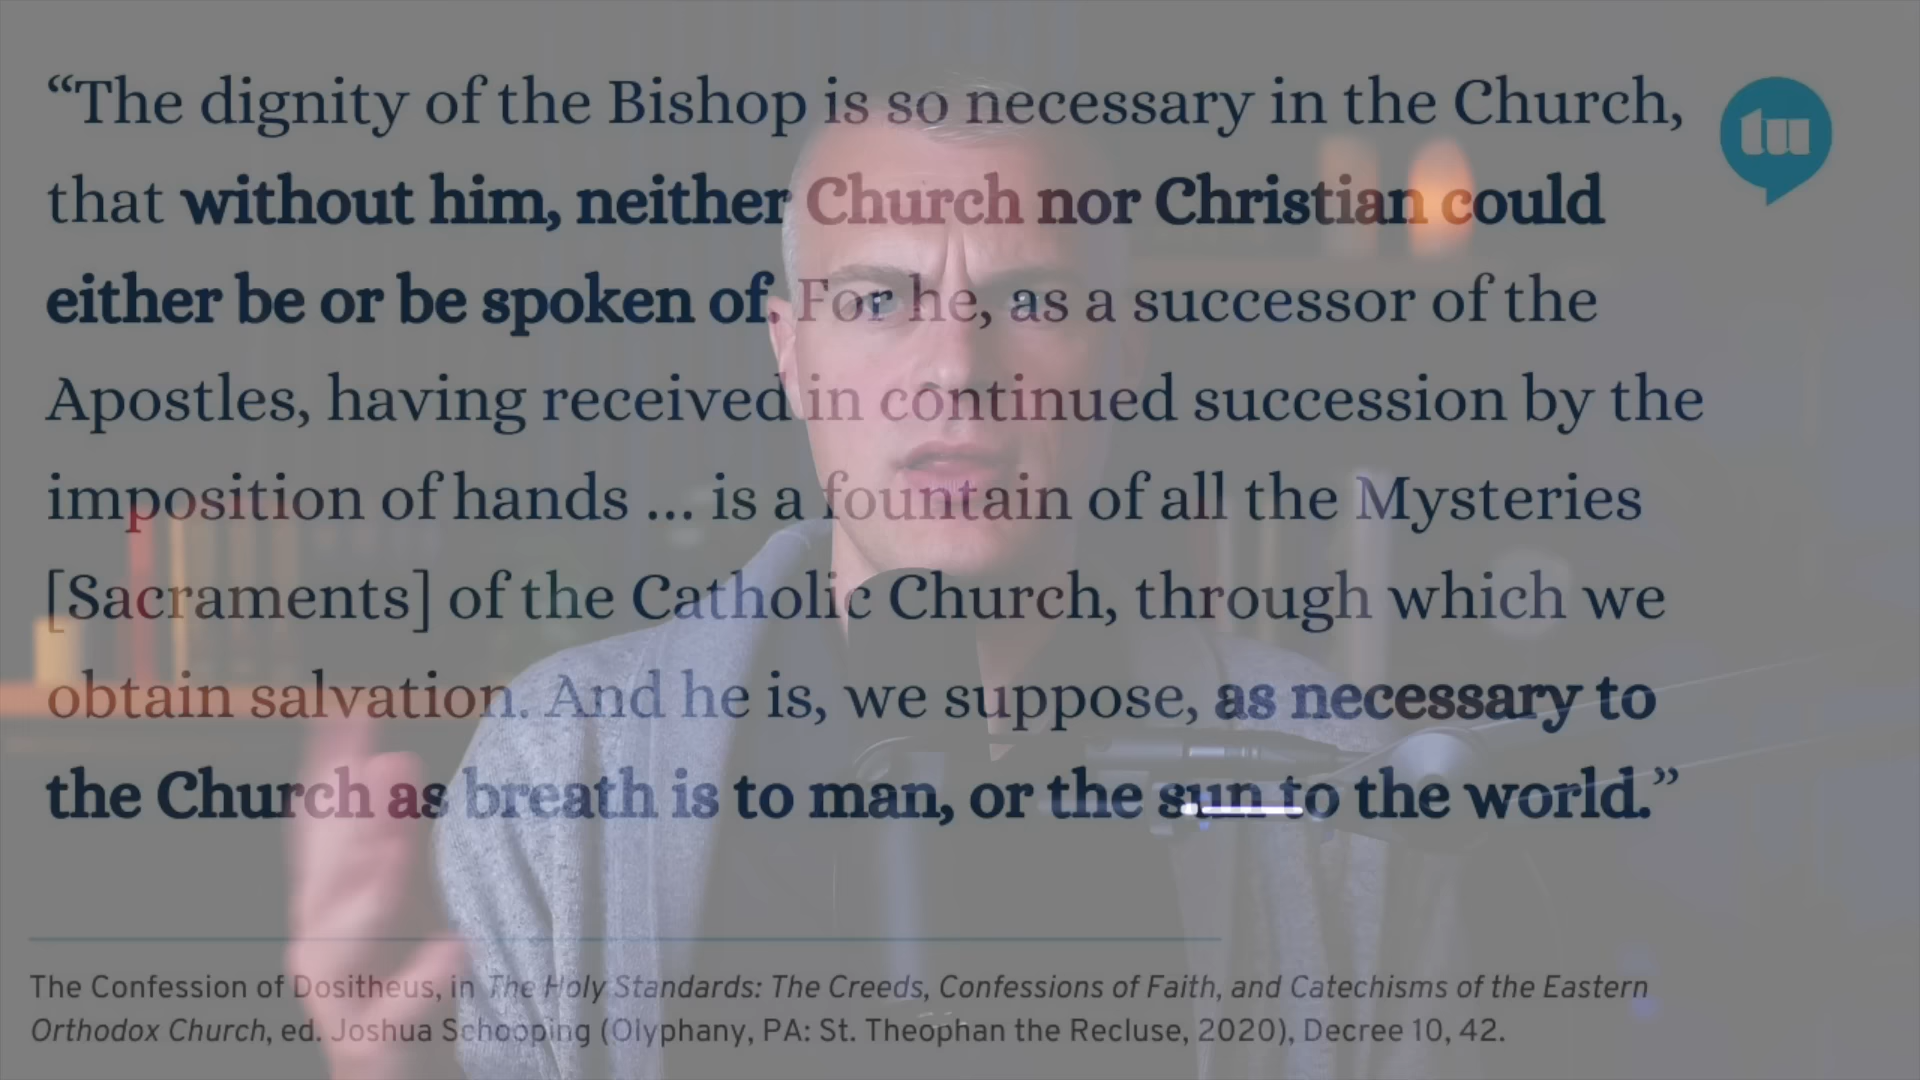 “The dignity of the Bishop is so necessary in the Church,
that without him, neither Church nor Christian could
either be or be spoken of. For he, as a successor of the
Apostles, having received in continued succession by the
imposition of hands ... is a fountain of all the Mysteries
[Sacraments] of the Catholic Church, through which we
obtain salvation. And he is, we suppose, as necessary to
the Church as breath is to man, or the sun to the world.”
tu
The Confession of Dositheus, in The Holy Standards: The Creeds, Confessions of Faith, and Catechisms of the Eastern
Orthodox Church, ed. Joshua Schooping (Olyphany, PA: St. Theophan the Recluse, 2020), Decree 10, 42.